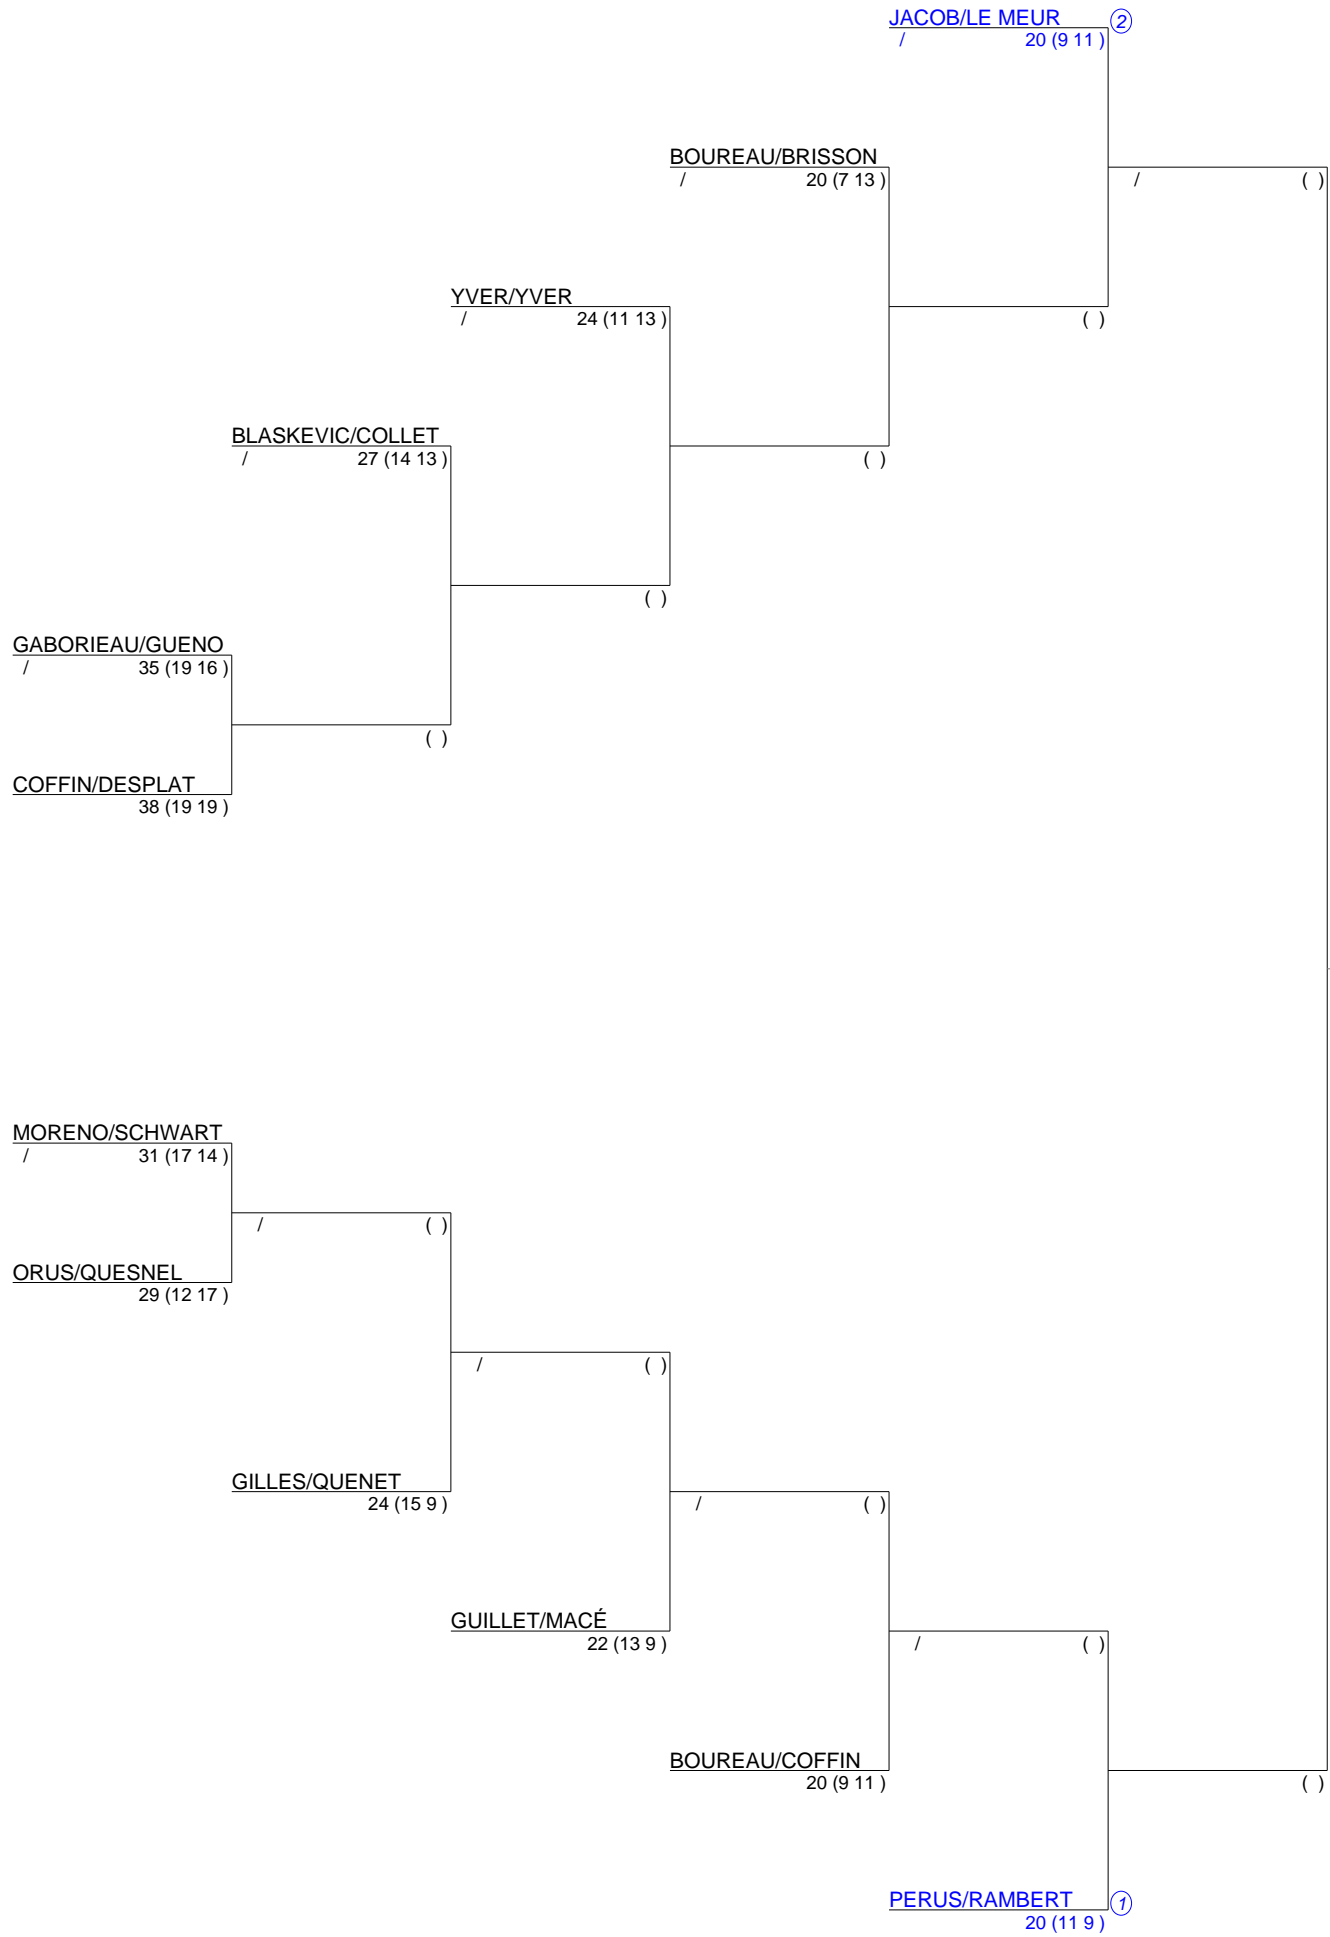 JACOB/LE MEUR 2
/ 20 (9 11 )
BOUREAU/BRISSON
/ 20 (7 13 ) / ( )
YVER/YVER
/ 24 (11 13 ) ( )
BLASKEVIC/COLLET
/ 27 (14 13 ) ( )
( )
GABORIEAU/GUENO
/ 35 (19 16 )
( )
COFFIN/DESPLAT
38 (19 19 )
MORENO/SCHWART
/ 31 (17 14 )
/ ( )
ORUS/QUESNEL
29 (12 17 )
/ ( )
GILLES/QUENET
24 (15 9 ) / ( )
GUILLET/MACÉ
22 (13 9 ) / ( )
BOUREAU/COFFIN
20 (9 11 ) ( )
PERUS/RAMBERT 1
20 (11 9 )